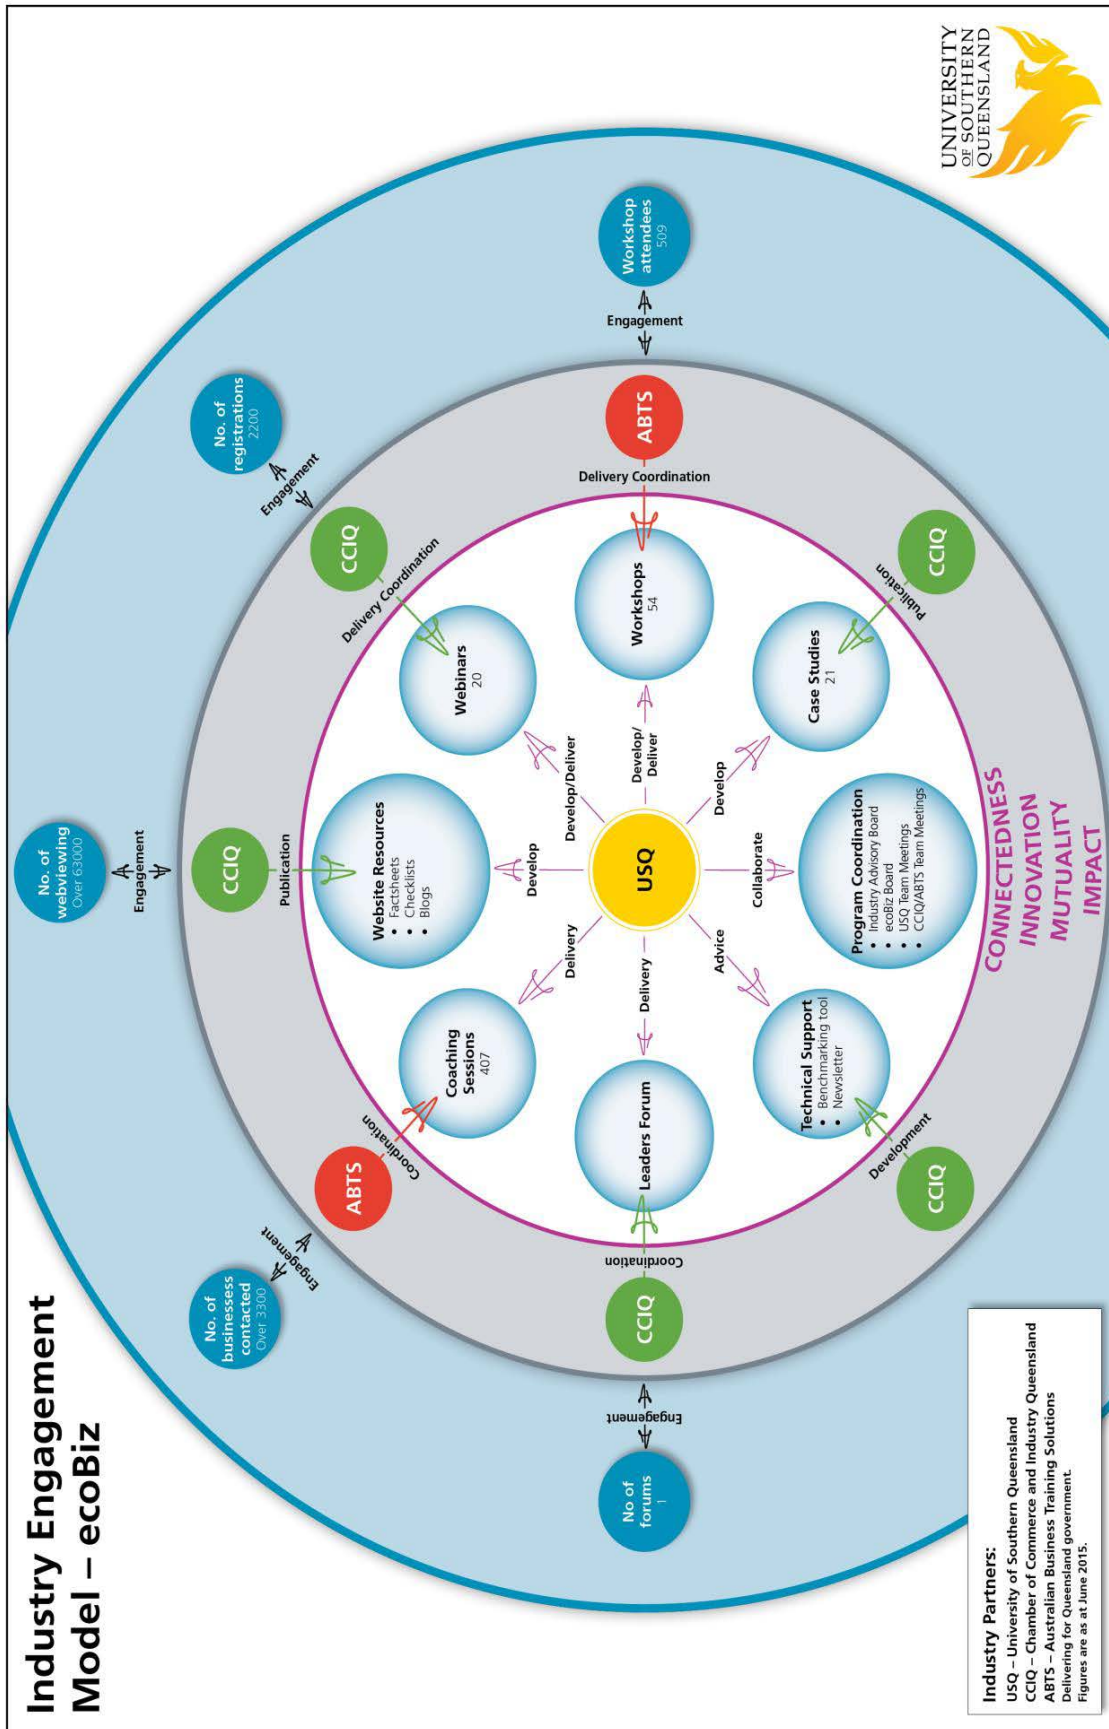 Industry Engagement
Model – ecoBiz
UNIVERSITY
OF SOUTHERN
QUEENSLAND
No. of
webviewing
Over 63000
Engagement
CCIQ
Publication
Website Resources
• Factsheets
• Checklists
• Blogs
Develop
No. of
registrations
2200
Engagement
CCIQ
Delivery Coordination
Webinars
20
Develop/Deliver
Workshop
attendees
509
Engagement
ABTS
Delivery Coordination
Workshops
54
Develop/
Deliver
CCIQ
Publication
Case Studies
21
Develop
USQ
Collaborate
Program Coordination
• Industry Advisory Board
• ecoBiz Board
• USQ Team Meetings
• CCIQ/ABTS Team Meetings
Advice
Technical Support
• Benchmarking tool
• Newsletter
Development
CCIQ
Delivery
Leaders Forum
Coordination
CCIQ
Engagement
No of
forums
1
Delivery
Coaching
Sessions
407
Coordination
ABTS
Engagement
No. of
businessess
contacted
Over 3300
CONNECTEDNESS
INNOVATION
MUTUALITY
IMPACT
Industry Partners:
USQ – University of Southern Queensland
CCIQ – Chamber of Commerce and Industry Queensland
ABTS – Australian Business Training Solutions
Delivering for Queensland government.
Figures are as at June 2015.